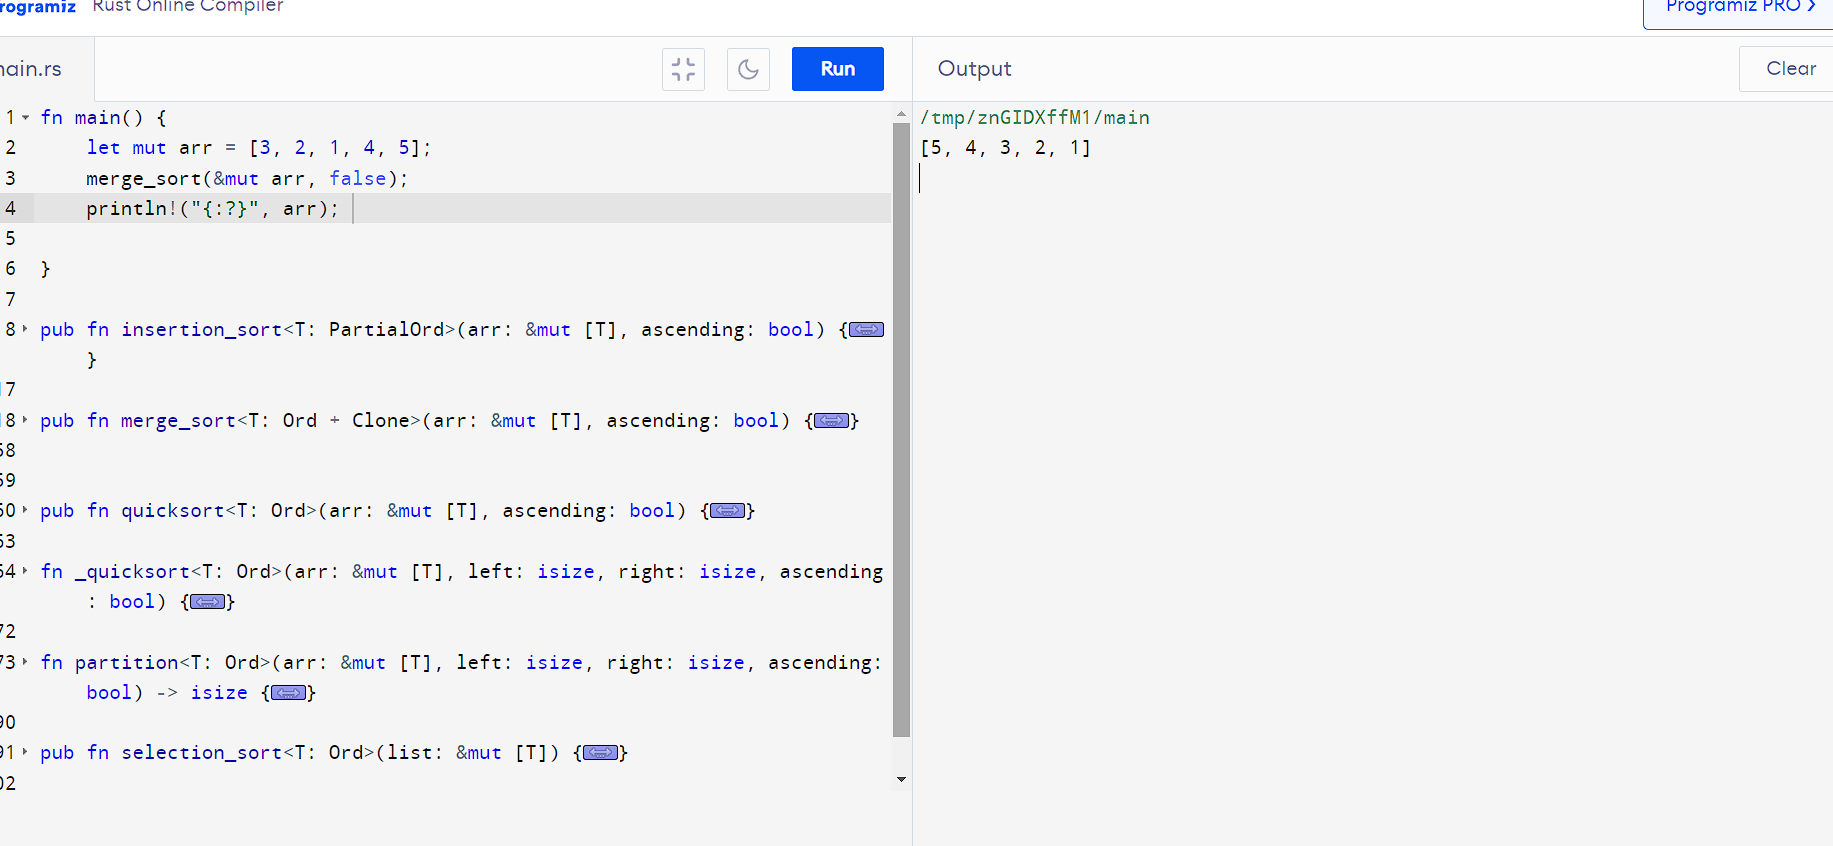 rogramiz Rust Online Compiler
Programiz PRO >
main.rs
Run
Output
Clear
1 fn main() {
2 let mut arr = [3, 2, 1, 4, 5];
3 merge_sort(&mut arr, false);
4 println!("{:?}", arr);
5
6 }
7
8 pub fn insertion_sort<T: PartialOrd>(arr: &mut [T], ascending: bool) {
}
17
18 pub fn merge_sort<T: Ord + Clone>(arr: &mut [T], ascending: bool) {}
58
59
60 pub fn quicksort<T: Ord>(arr: &mut [T], ascending: bool) {}
63
64 fn _quicksort<T: Ord>(arr: &mut [T], left: isize, right: isize, ascending
: bool) {}
72
73 fn partition<T: Ord>(arr: &mut [T], left: isize, right: isize, ascending:
bool) -> isize {}
90
91 pub fn selection_sort<T: Ord>(list: &mut [T]) {}
02
/tmp/znGIDXffM1/main
[5, 4, 3, 2, 1]